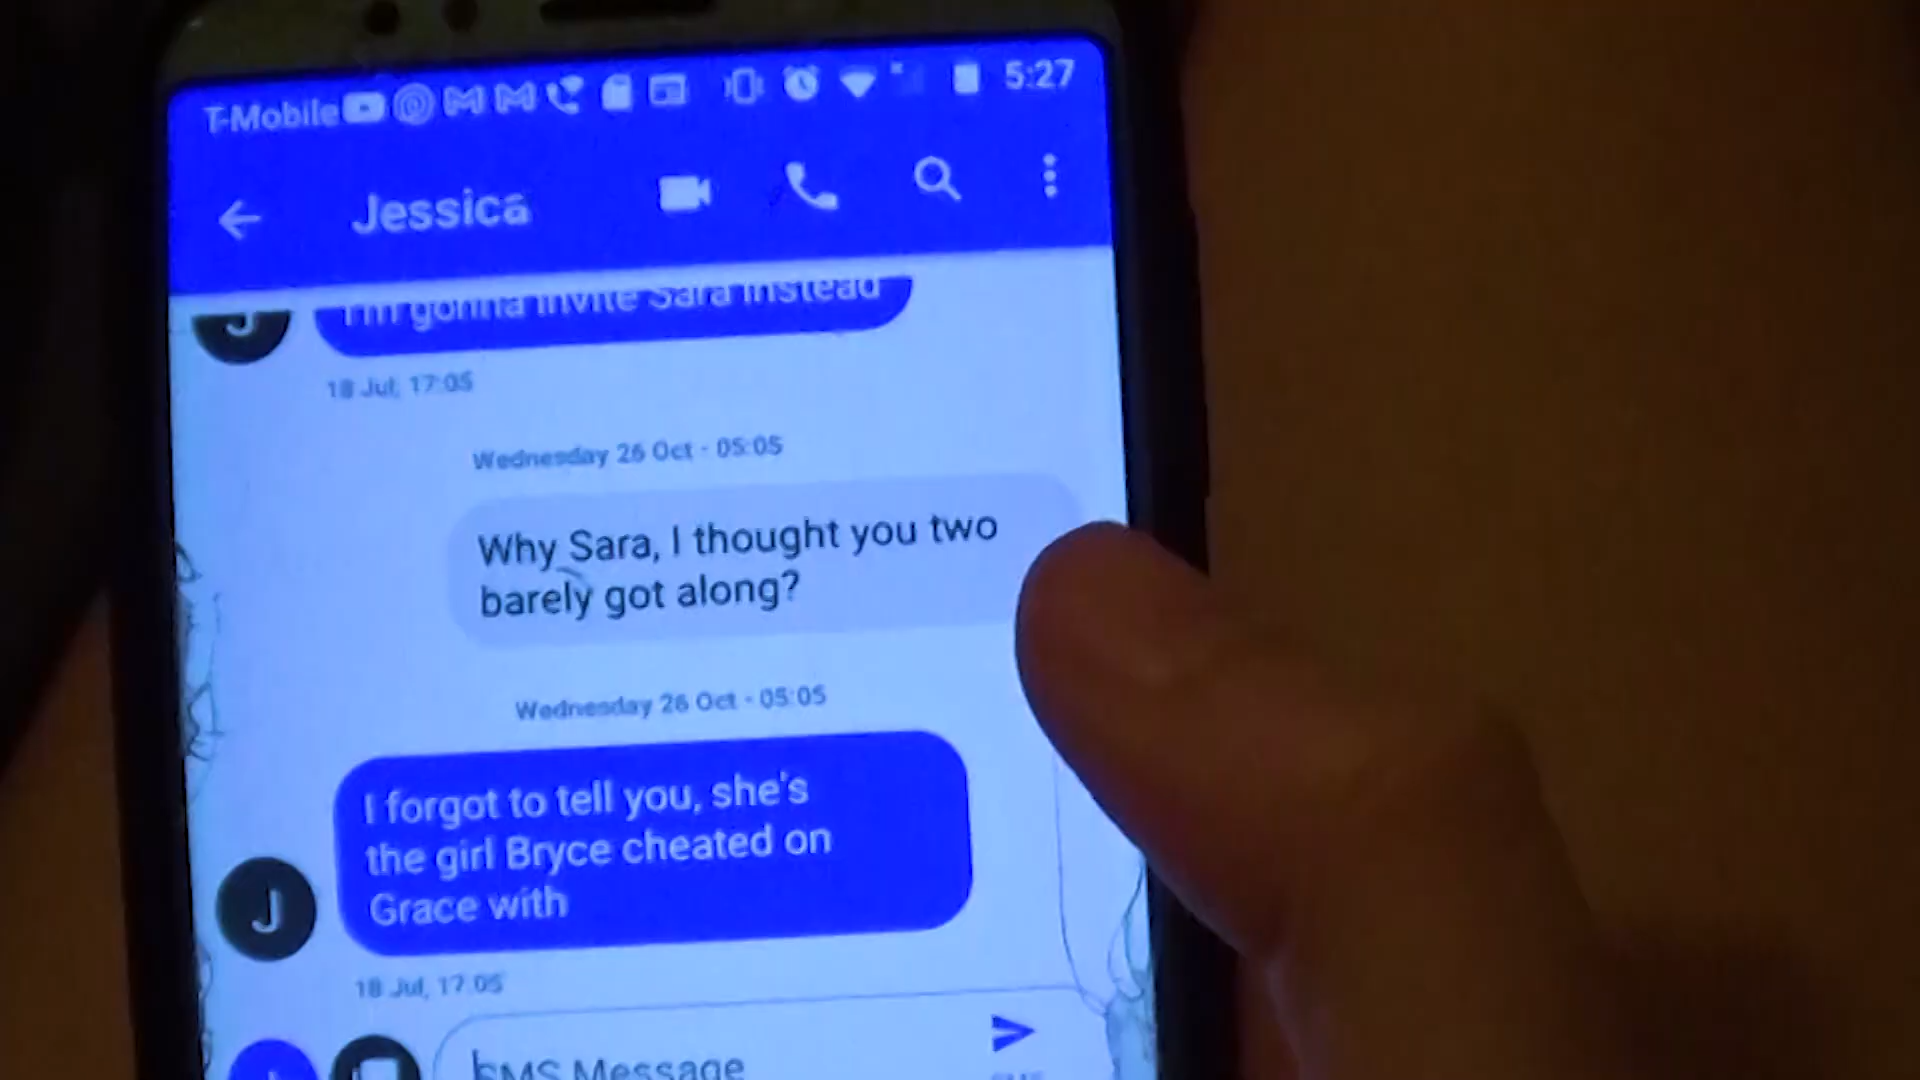 T-Mobile 5:27
Jessica
I'm gonna invite Sara instead
J
18 Jul, 17:05
Wednesday 26 Oct - 05:05
Why Sara, I thought you two
barely got along?
Wednesday 26 Oct - 05:05
I forgot to tell you, she's
the girl Bryce cheated on
Grace with
J
18 Jul, 17:05
SMS Message